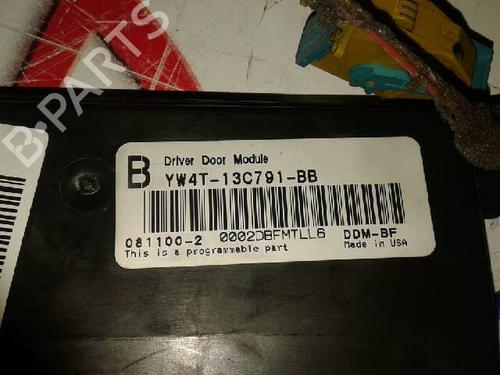 B-PARTS
B
Driver Door Module
YW4T-13C791-BB
081100-2
0002DBFMTLL6
DDM-BF
This is a programmable part
Made in USA